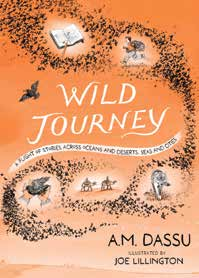 WILD
JOURNEY
A FLIGHT OF STORIES ACROSS OCEANS AND DESERTS, SEAS AND CITIES
A.M. DASSU
ILLUSTRATED BY
JOE LILLINGTON